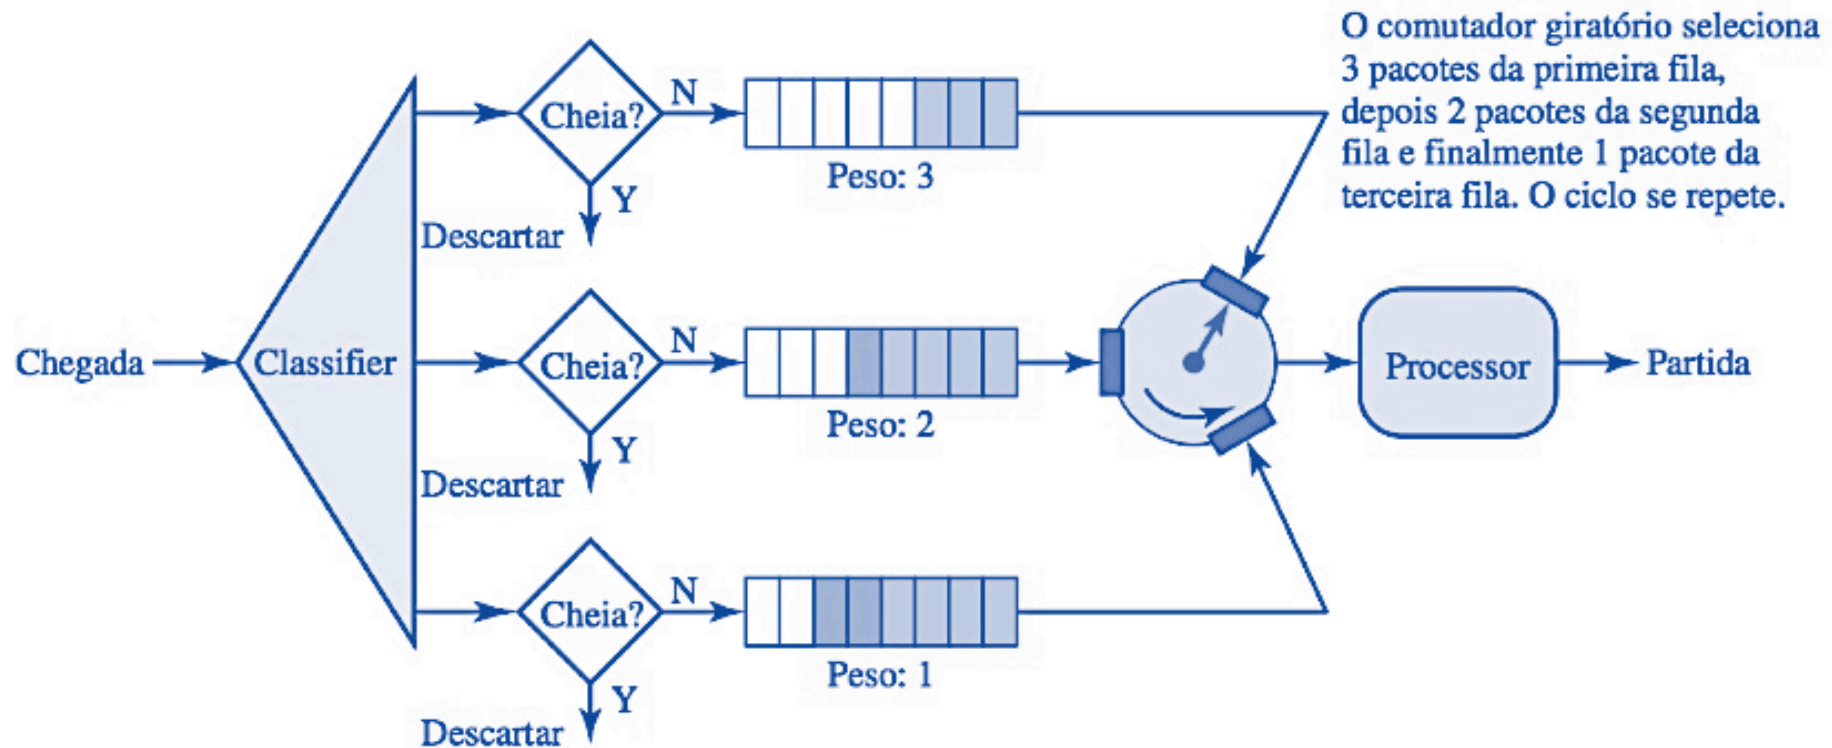 O comutador giratório seleciona
3 pacotes da primeira fila,
depois 2 pacotes da segunda
fila e finalmente 1 pacote da
terceira fila. O ciclo se repete.
Cheia?
N
Y
Descartar
Peso: 3
Chegada
Classifier
Cheia?
N
Y
Descartar
Peso: 2
Processor
Partida
Cheia?
N
Y
Descartar
Peso: 1